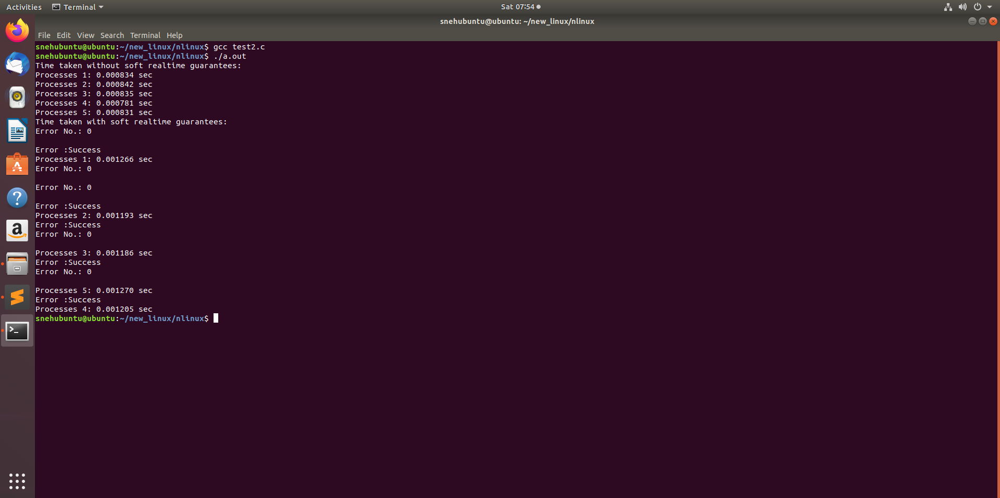 Activities Terminal Sat 07:54
snehubuntu@ubuntu: ~/new_linux/nlinux
File Edit View Search Terminal Help
snehubuntu@ubuntu:~/new_linux/nlinux$ gcc test2.c
snehubuntu@ubuntu:~/new_linux/nlinux$ ./a.out
Time taken without soft realtime guarantees:
Processes 1: 0.000834 sec
Processes 2: 0.000842 sec
Processes 3: 0.000835 sec
Processes 4: 0.000781 sec
Processes 5: 0.000831 sec
Time taken with soft realtime guarantees:
Error No.: 0
Error :Success
Processes 1: 0.001266 sec
Error No.: 0
Error No.: 0
Error :Success
Processes 2: 0.001193 sec
Error :Success
Error No.: 0
Processes 3: 0.001186 sec
Error :Success
Error No.: 0
Processes 5: 0.001270 sec
Error :Success
Processes 4: 0.001205 sec
snehubuntu@ubuntu:~/new_linux/nlinux$